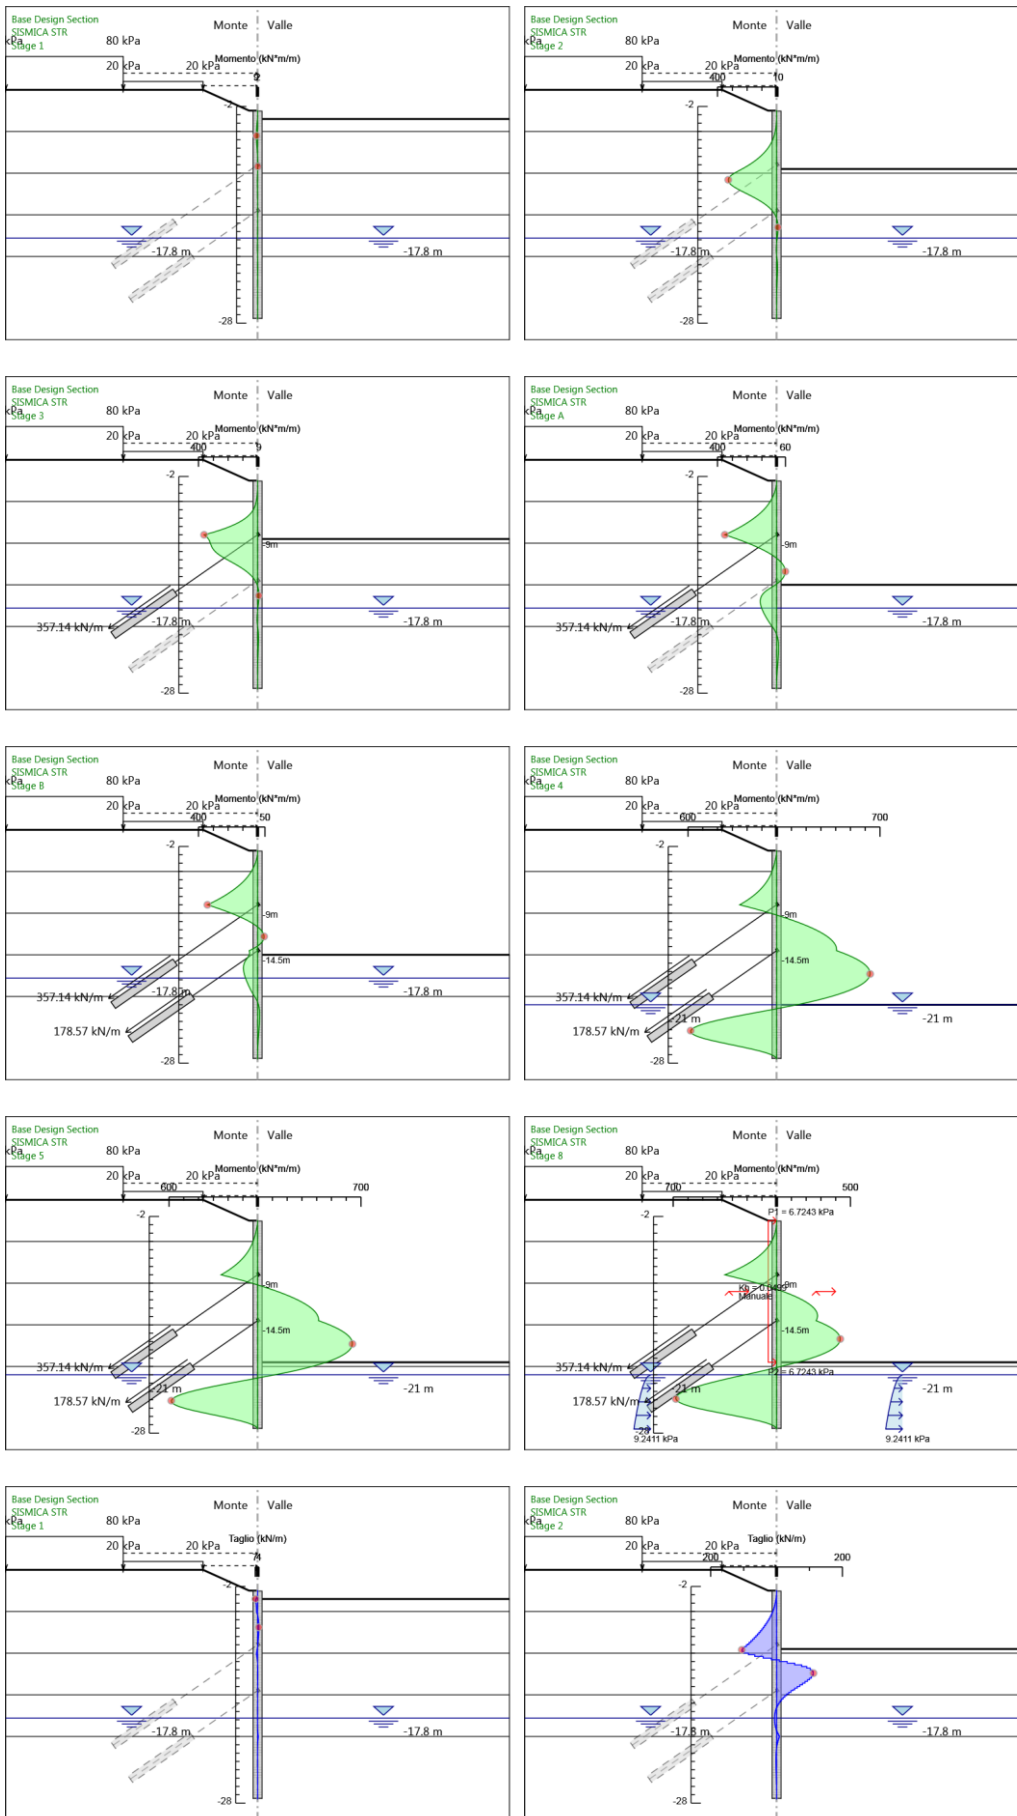 Base Design Section
SISMICA STR
Stage 1
kPa
80 kPa
20 kPa
20 kPa
Monte
Valle
Momento (kN*m/m)
2
-2
-17.8 m
-17.8 m
-28
Base Design Section
SISMICA STR
Stage 2
kPa
80 kPa
20 kPa
20 kPa
Monte
Valle
Momento (kN*m/m)
400
10
-2
-17.8 m
-17.8 m
-28
Base Design Section
SISMICA STR
Stage 3
kPa
80 kPa
20 kPa
20 kPa
Monte
Valle
Momento (kN*m/m)
400
9
-2
-9m
357.14 kN/m
-17.8 m
-17.8 m
-28
Base Design Section
SISMICA STR
Stage A
kPa
80 kPa
20 kPa
20 kPa
Monte
Valle
Momento (kN*m/m)
400
60
-2
-9m
357.14 kN/m
-17.8 m
-17.8 m
-28
Base Design Section
SISMICA STR
Stage B
kPa
80 kPa
20 kPa
20 kPa
Monte
Valle
Momento (kN*m/m)
400
50
-2
-9m
-14.5m
357.14 kN/m
-17.8 m
-17.8 m
178.57 kN/m
-28
Base Design Section
SISMICA STR
Stage 4
kPa
80 kPa
20 kPa
20 kPa
Monte
Valle
Momento (kN*m/m)
600
700
-2
-9m
-14.5m
357.14 kN/m
-21 m
-21 m
178.57 kN/m
-28
Base Design Section
SISMICA STR
Stage 5
kPa
80 kPa
20 kPa
20 kPa
Monte
Valle
Momento (kN*m/m)
600
700
-2
-9m
-14.5m
357.14 kN/m
-21 m
-21 m
178.57 kN/m
-28
Base Design Section
SISMICA STR
Stage 8
kPa
80 kPa
20 kPa
20 kPa
Monte
Valle
Momento (kN*m/m)
700
500
P1 = 6.7243 kPa
-2
-9m
Manuale
-14.5m
357.14 kN/m
P2 = 6.7243 kPa
-21 m
-21 m
178.57 kN/m
-28
9.2411 kPa
9.2411 kPa
Base Design Section
SISMICA STR
Stage 1
kPa
80 kPa
20 kPa
20 kPa
Monte
Valle
Taglio (kN/m)
-2
-17.8 m
-17.8 m
-28
Base Design Section
SISMICA STR
Stage 2
kPa
80 kPa
20 kPa
20 kPa
Monte
Valle
Taglio (kN/m)
200
200
-2
-17.8 m
-17.8 m
-28